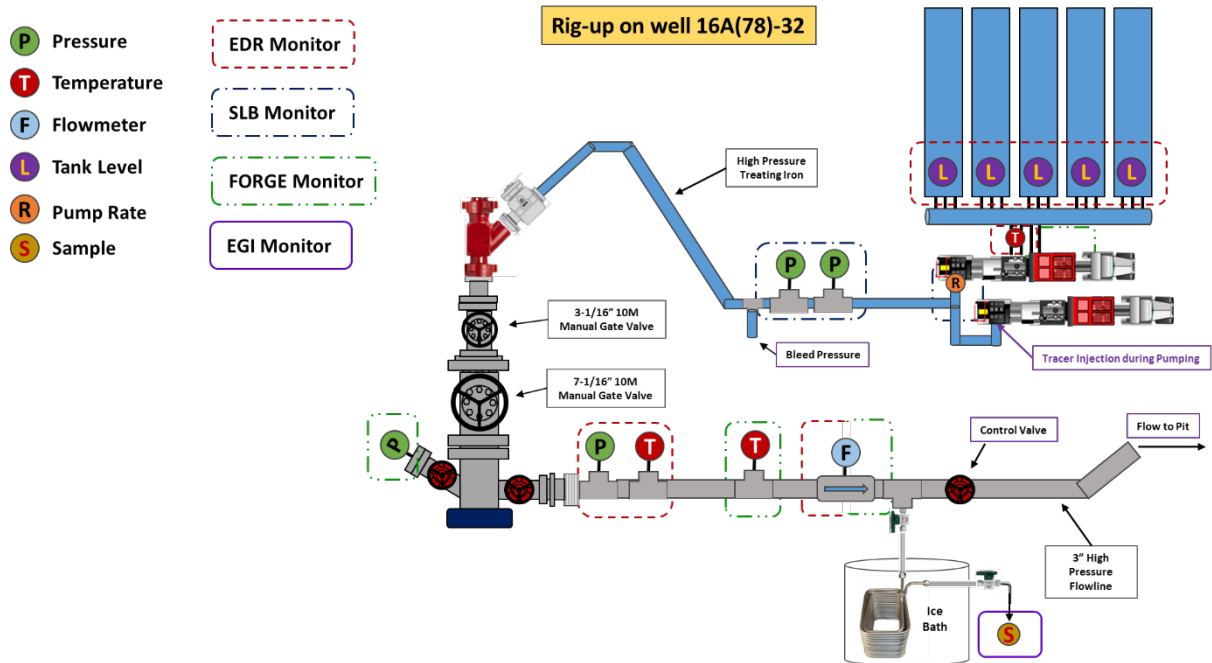 Rig-up on well 16A(78)-32
P Pressure
T Temperature
F Flowmeter
L Tank Level
R Pump Rate
S Sample
EDR Monitor
SLB Monitor
FORGE Monitor
EGI Monitor
L L L L L
T
High Pressure
Treating Iron
P P
R
Bleed Pressure
Tracer Injection during Pumping
3-1/16” 10M
Manual Gate Valve
7-1/16” 10M
Manual Gate Valve
P
P T
T
F
Control Valve
Flow to Pit
3” High
Pressure
Flowline
Ice
Bath
S